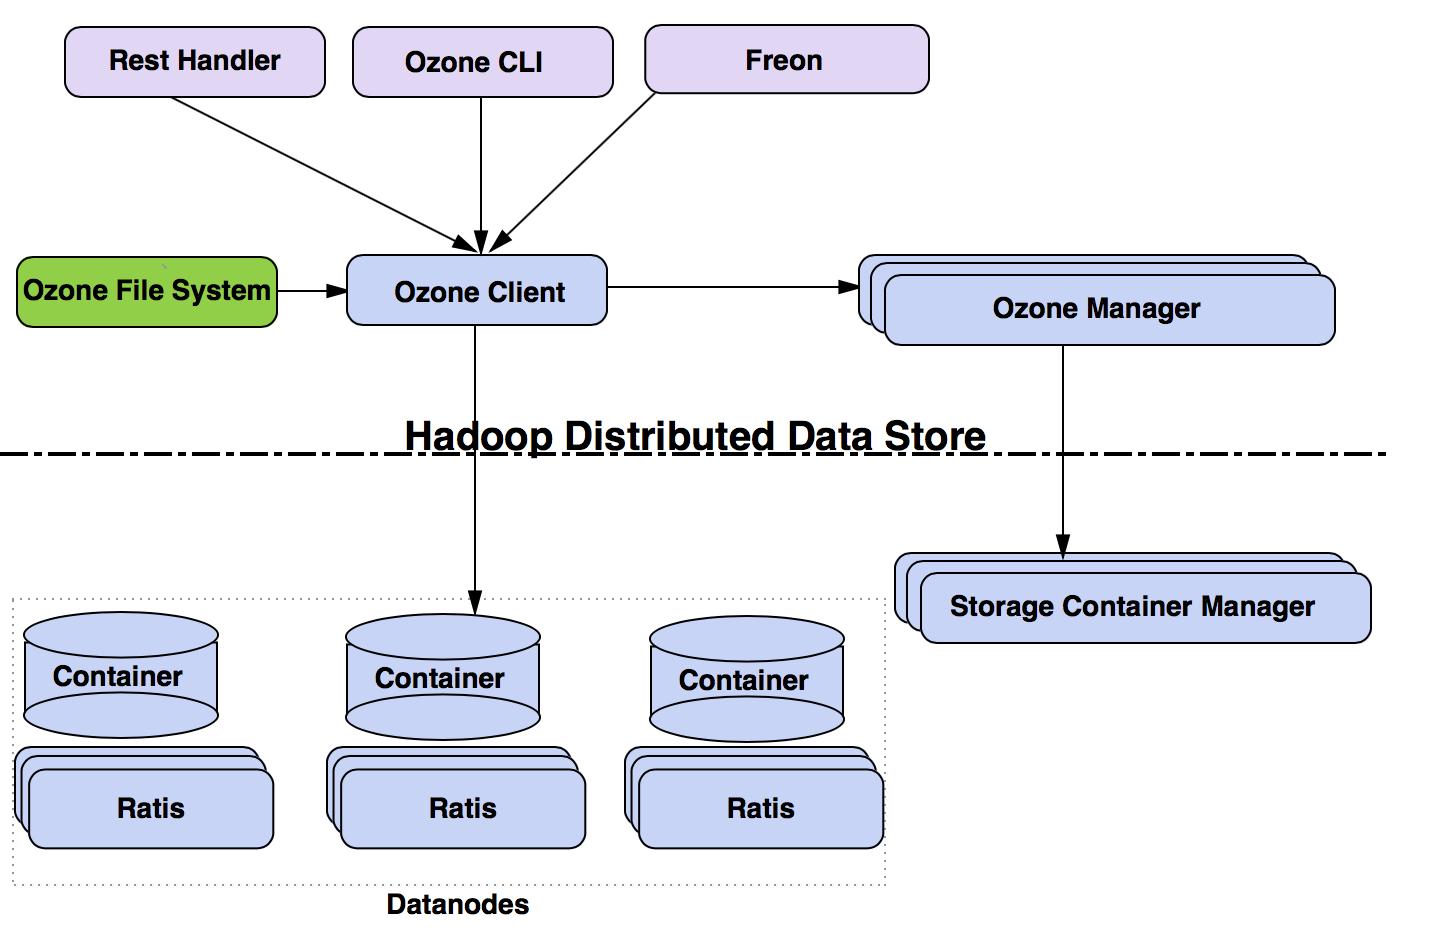 Rest Handler
Ozone CLI
Freon
Ozone File System
Ozone Client
Ozone Manager
Hadoop Distributed Data Store
Storage Container Manager
Container
Container
Container
Ratis
Ratis
Ratis
Datanodes